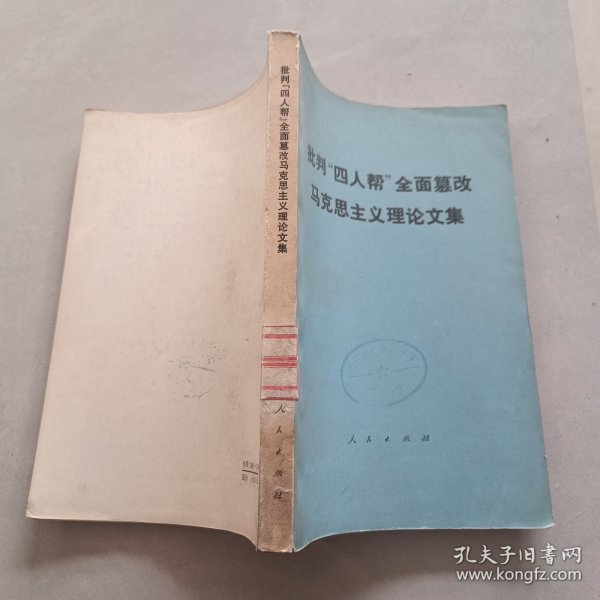 批判“四人帮”全面篡改
马克思主义理论文集
人民出版社
批判“四人帮”全面篡改马克思主义理论文集
人民出版社
孔夫子旧书网
www.kongfz.com